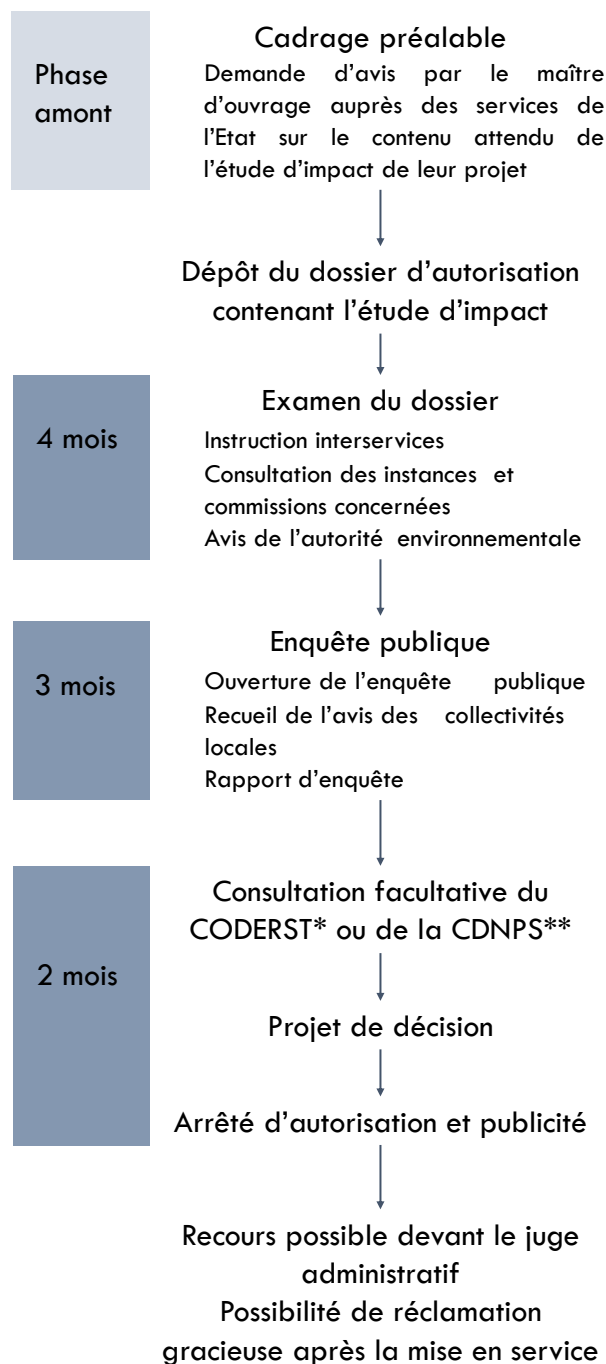 Phase
amont
Cadrage préalable
Demande d'avis par le maître
d'ouvrage auprès des services de
l'Etat sur le contenu attendu de
l'étude d'impact de leur projet
Dépôt du dossier d'autorisation
contenant l'étude d'impact
4 mois
Examen du dossier
Instruction interservices
Consultation des instances et
commissions concernées
Avis de l'autorité environnementale
3 mois
Enquête publique
Ouverture de l'enquête publique
Recueil de l'avis des collectivités
locales
Rapport d'enquête
2 mois
Consultation facultative du
CODERST* ou de la CDNPS**
Projet de décision
Arrêté d'autorisation et publicité
Recours possible devant le juge
administratif
Possibilité de réclamation
gracieuse après la mise en service